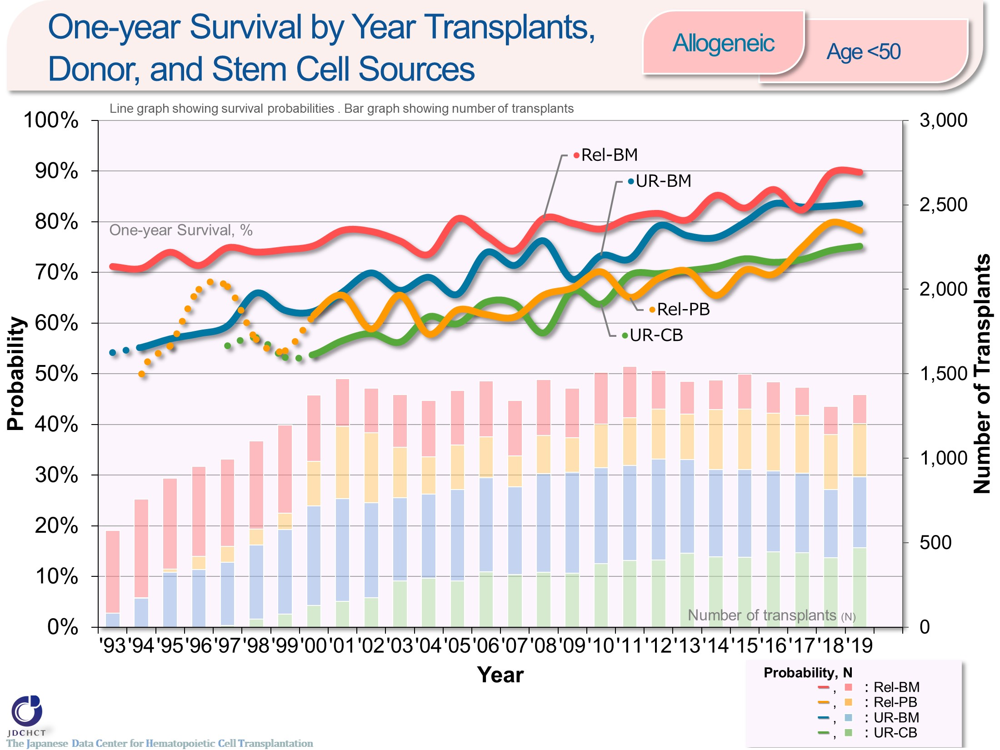 One-year Survival by Year Transplants,
Donor, and Stem Cell Sources
Allogeneic
Age <50
Line graph showing survival probabilities . Bar graph showing number of transplants
100%
90%
80%
70%
60%
50%
40%
30%
20%
10%
0%
Probability
3,000
2,500
2,000
1,500
1,000
500
0
Number of Transplants
One-year Survival, %
Rel-BM
UR-BM
Rel-PB
UR-CB
Number of transplants (N)
'93 '94 '95 '96 '97 '98 '99 '00 '01 '02 '03 '04 '05 '06 '07 '08 '09 '10 '11 '12 '13 '14 '15 '16 '17 '18 '19
Year
Probability, N
, : Rel-BM
, : Rel-PB
, : UR-BM
, : UR-CB
JDCHCT
The Japanese Data Center for Hematopoietic Cell Transplantation